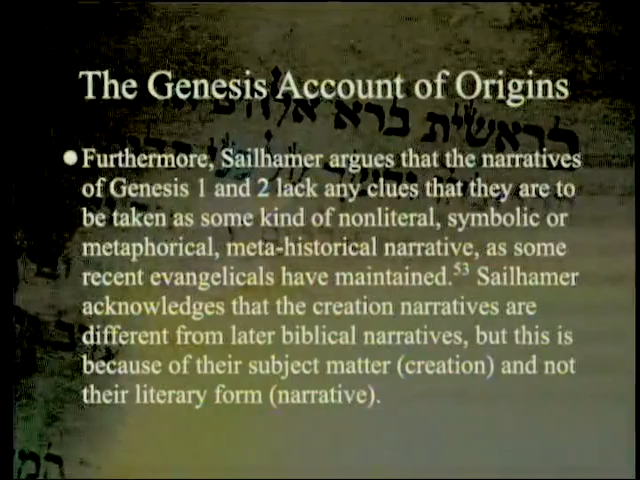 The Genesis Account of Origins
בראשית ברא אלהים
Furthermore, Sailhamer argues that the narratives
of Genesis 1 and 2 lack any clues that they are to
be taken as some kind of nonliteral, symbolic or
metaphorical, meta-historical narrative, as some
recent evangelicals have maintained.53 Sailhamer
acknowledges that the creation narratives are
different from later biblical narratives, but this is
because of their subject matter (creation) and not
their literary form (narrative).